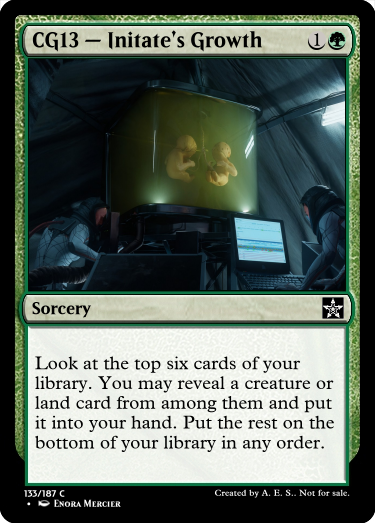 CG13 — Initate's Growth 1
Sorcery
Look at the top six cards of your
library. You may reveal a creature or
land card from among them and put
it into your hand. Put the rest on the
bottom of your library in any order.
133/187 C
• Enora Mercier
Created by A. E. S.. Not for sale.